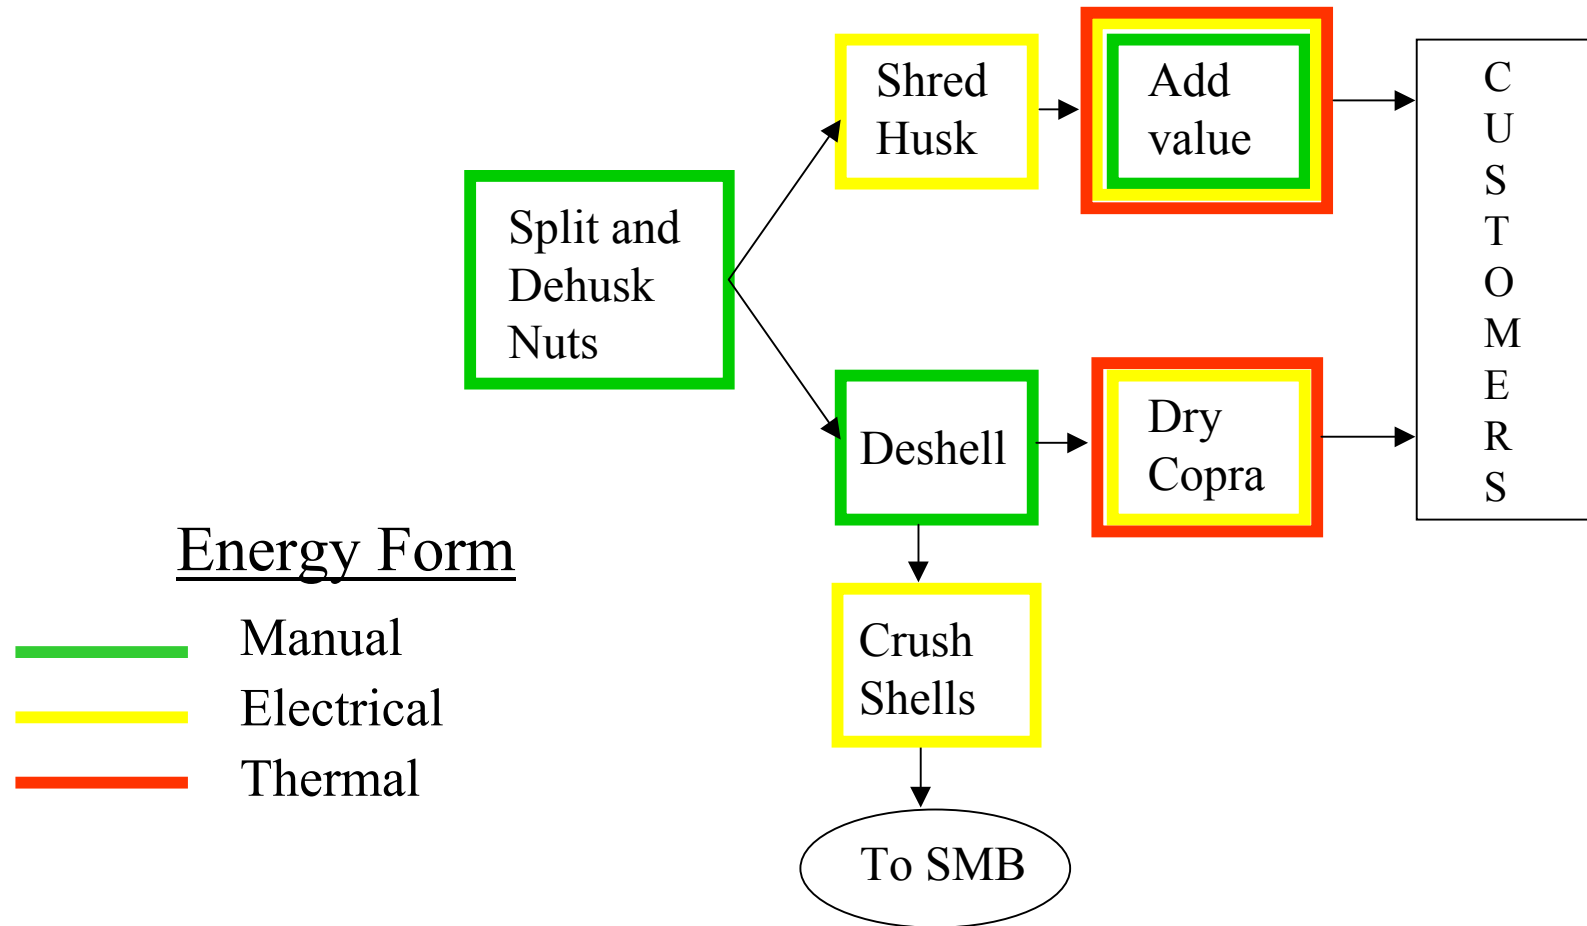 Split and
Dehusk
Nuts
Shred
Husk
Add
value
Deshell
Dry
Copra
C
U
S
T
O
M
E
R
S
Crush
Shells
To SMB
Energy Form
Manual
Electrical
Thermal